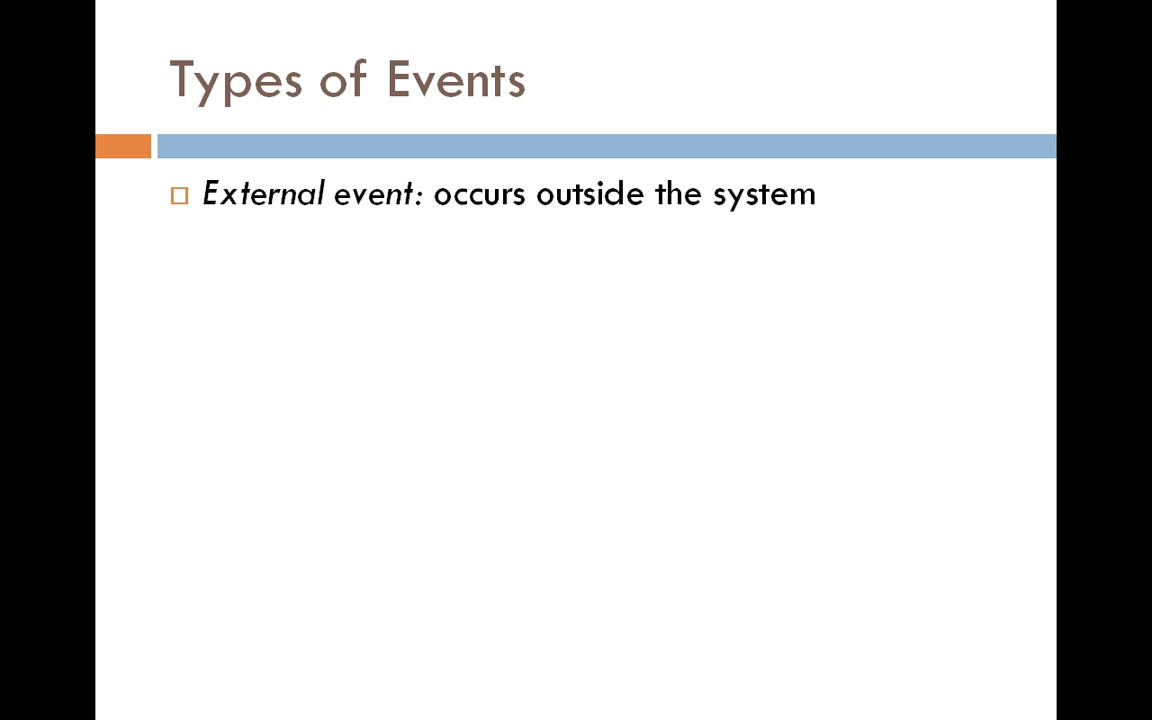 Types of Events
External event: occurs outside the system